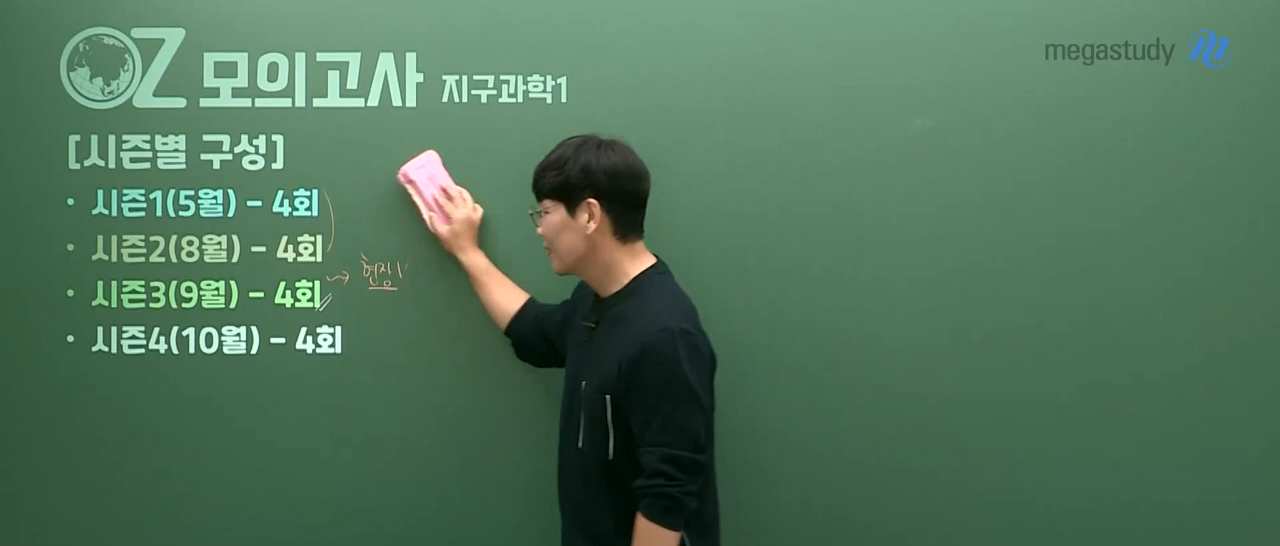 OZ 모의고사 지구과학1
megastudy
[시즌별 구성]
• 시즌1(5월) - 4회
• 시즌2(8월) - 4회
• 시즌3(9월) - 4회
현장
• 시즌4(10월) - 4회